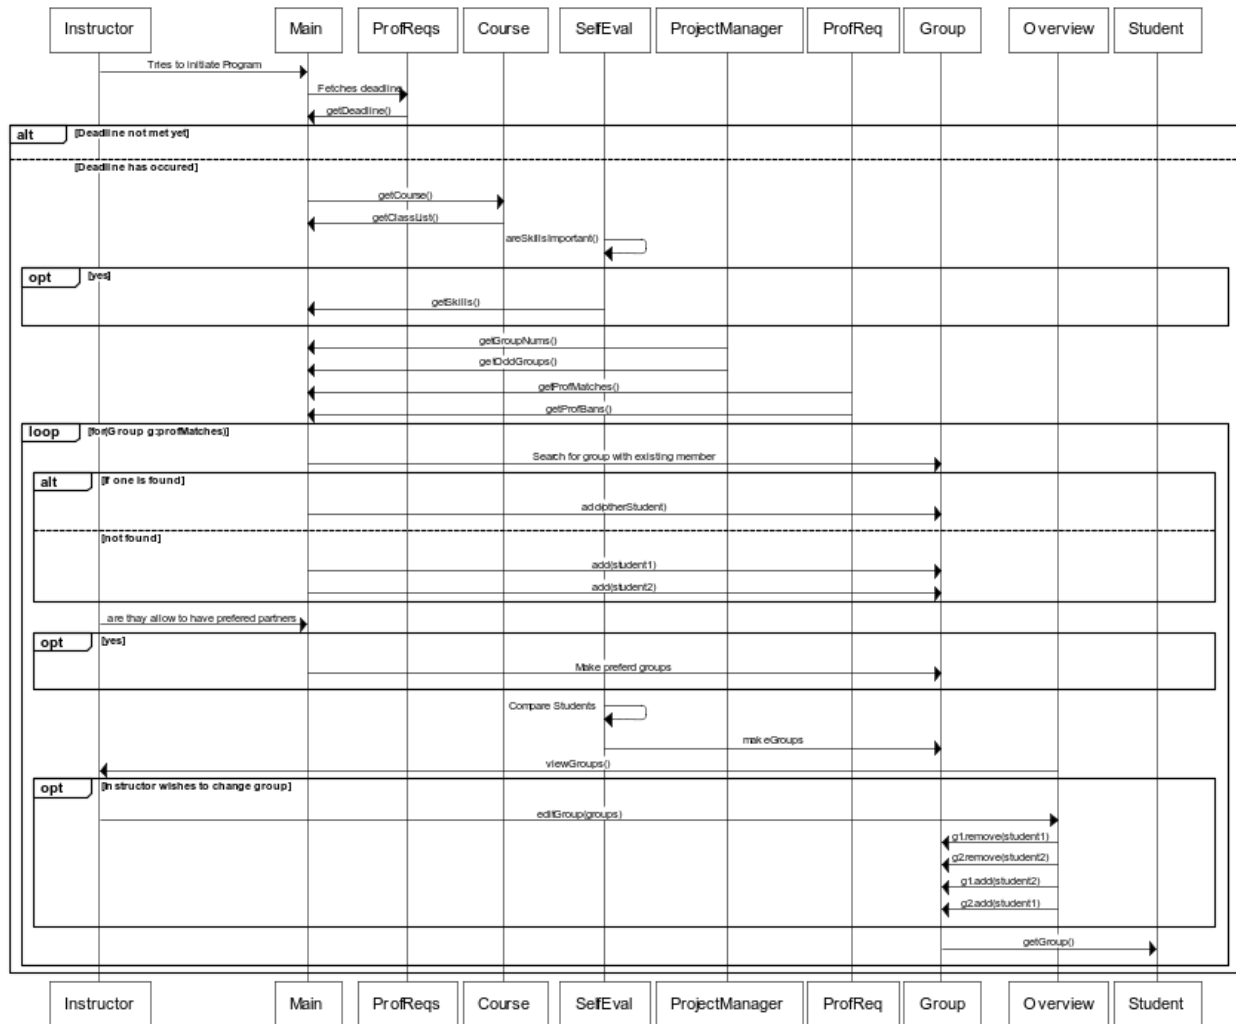 Instructor Main ProfReqs Course SelfEval ProjectManager ProfReq Group Overview Student
Tries to initiate Program
Fetches deadline
getDeadline()
alt [Deadline not met yet]
[Deadline has occured]
getCourse()
getClassList()
areSkillsImportant()
opt [yes]
getSkills()
getGroupNums()
getOddGroups()
getProfMatches()
getProfBans()
loop [for(Group g:profMatches)]
Search for group with existing member
alt [if one is found]
add(otherStudent)
[not found]
add(student1)
add(student2)
are thay allow to have prefered partners
opt [yes]
Make preferd groups
Compare Students
makeGroups
viewGroups()
opt [Instructor wishes to change group]
editGroup(groups)
g1.remove(student1)
g2.remove(student2)
g1.add(student2)
g2.add(student1)
getGroup()
Instructor Main ProfReqs Course SelfEval ProjectManager ProfReq Group Overview Student